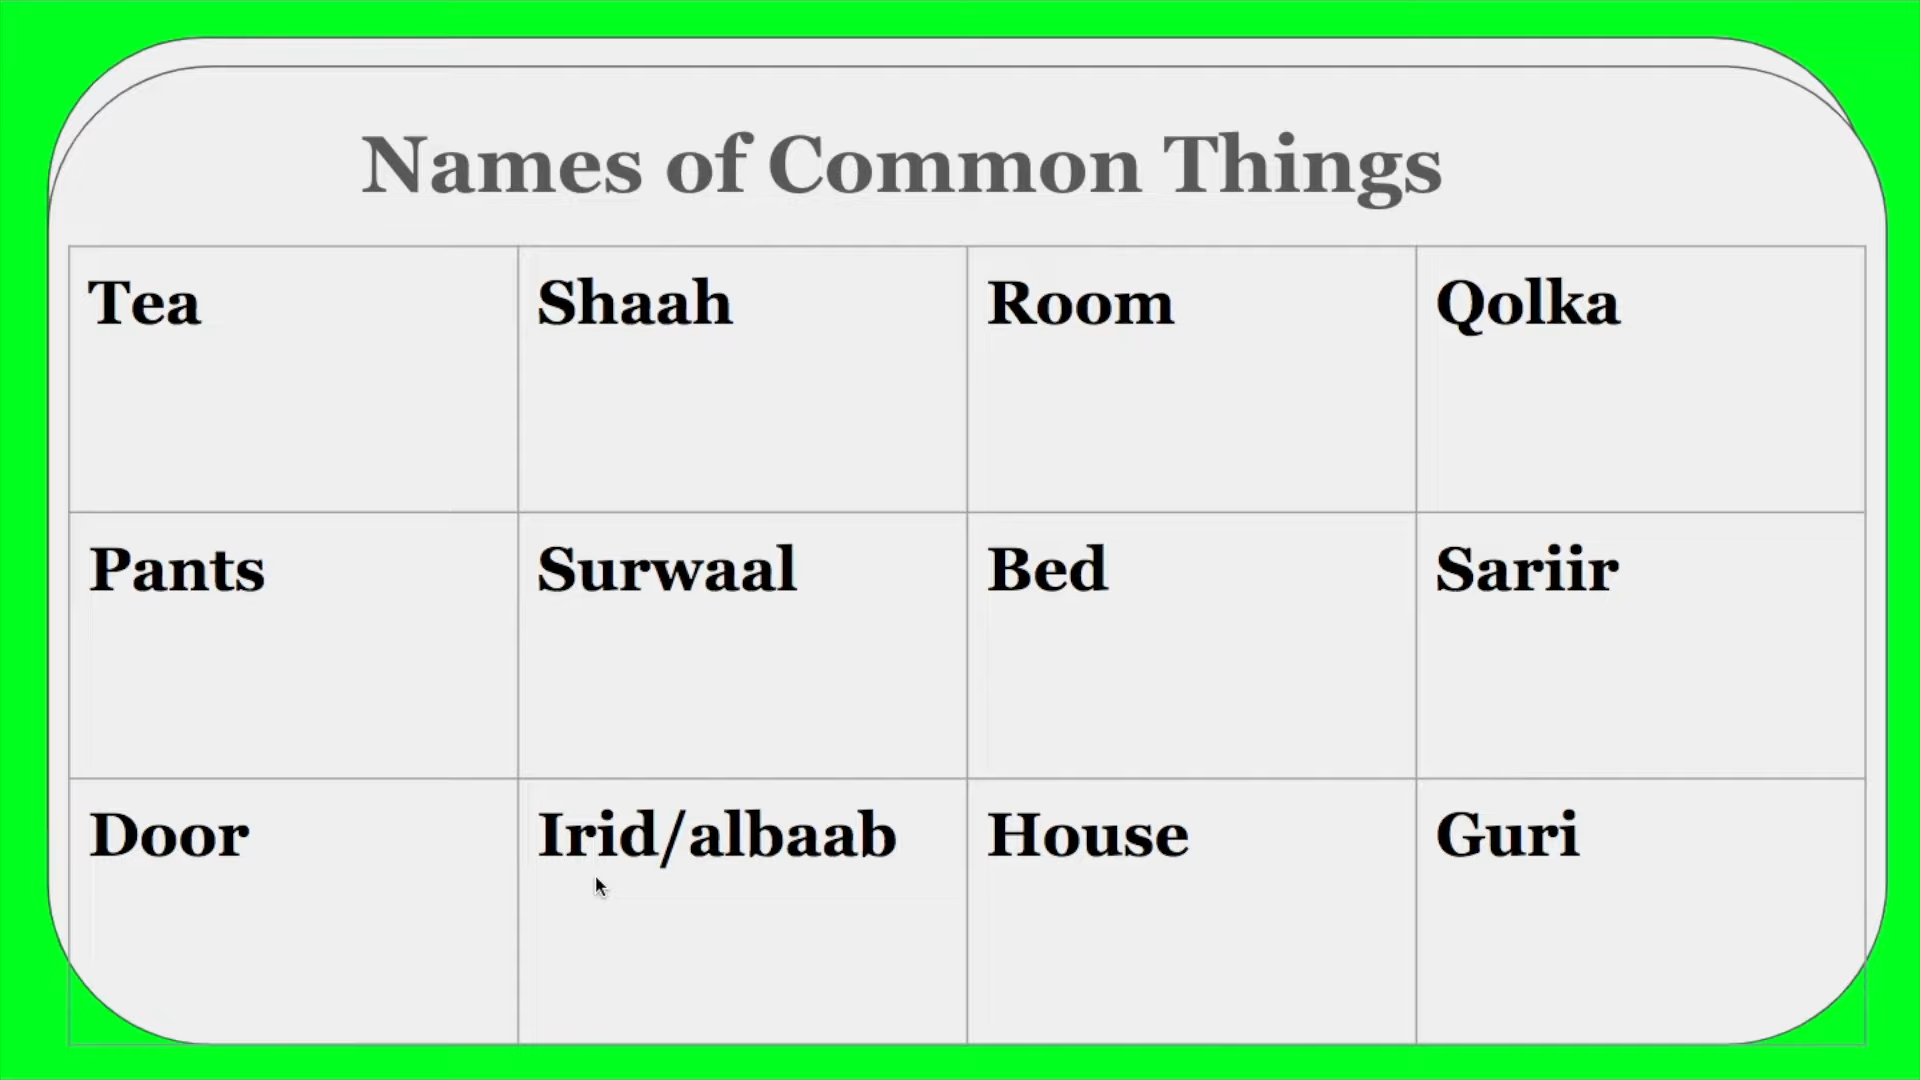 Names of Common Things
Tea Shaah Room Qolka
Pants Surwaal Bed Sariir
Door Irid/albaab House Guri